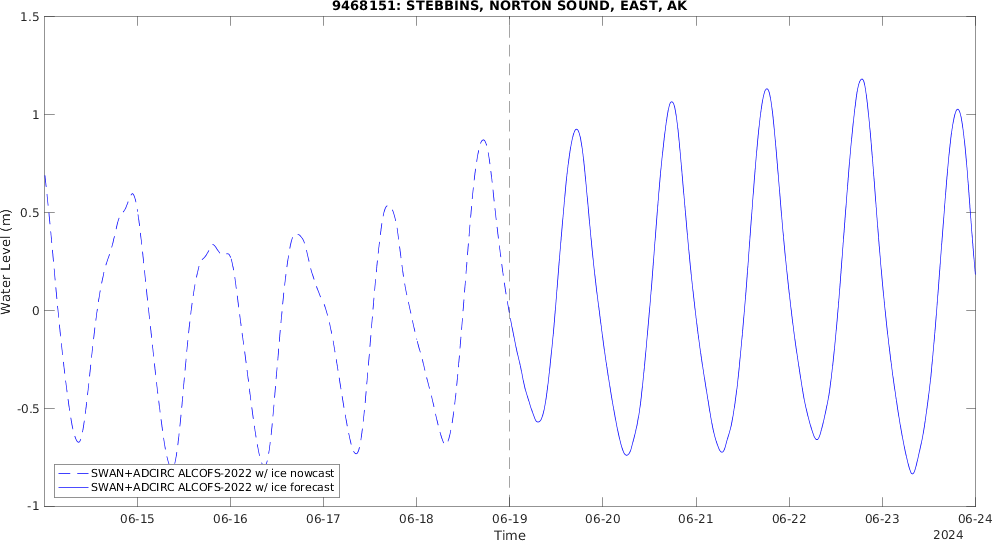 9468151: STEBBINS, NORTON SOUND, EAST, AK
1.5
1
0.5
0
-0.5
-1
Water Level (m)
SWAN+ADCIRC ALCOFS-2022 w/ ice nowcast
SWAN+ADCIRC ALCOFS-2022 w/ ice forecast
06-15 06-16 06-17 06-18 06-19 06-20 06-21 06-22 06-23 06-24
Time
2024